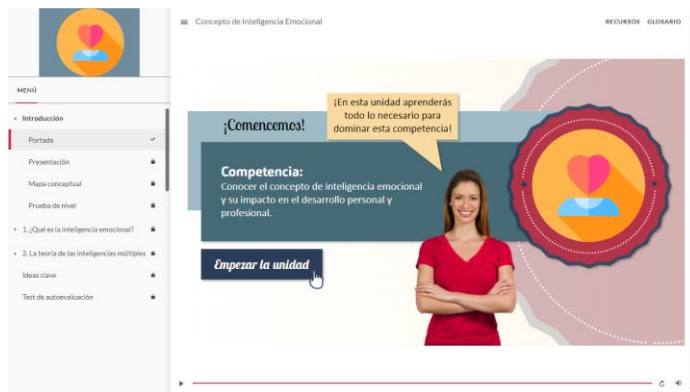 Concepto de Inteligencia Emocional
RECURSOS GLOSARIO
MENÚ
Introducción
Portada
Presentación
Mapa conceptual
Prueba de nivel
1. ¿Qué es la inteligencia emocional?
2. La teoría de las inteligencias múltiples
Ideas clave
Test de autoevaluación
¡En esta unidad aprenderás
todo lo necesario para
dominar esta competencia!
¡Comencemos!
Competencia:
Conocer el concepto de inteligencia emocional
y su impacto en el desarrollo personal y
profesional.
Empezar la unidad